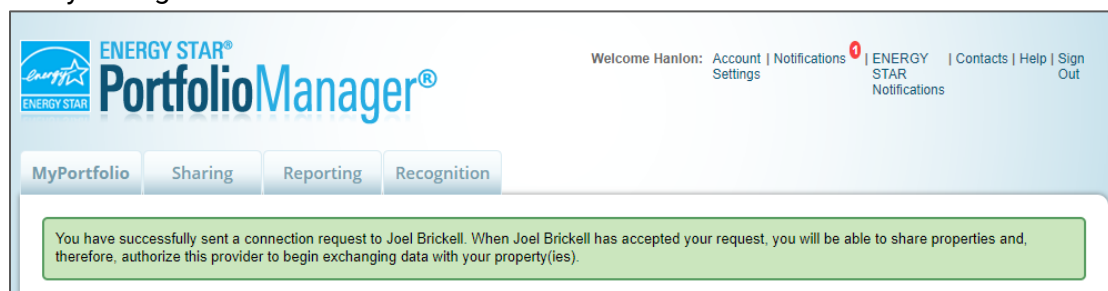 ENERGY STAR®
PortfolioManager®
energy
ENERGY STAR
Welcome Hanlon: Account | Notifications 1 | ENERGY | Contacts | Help | Sign
Settings STAR Out
Notifications
MyPortfolio Sharing Reporting Recognition
You have successfully sent a connection request to Joel Brickell. When Joel Brickell has accepted your request, you will be able to share properties and,
therefore, authorize this provider to begin exchanging data with your property(ies).